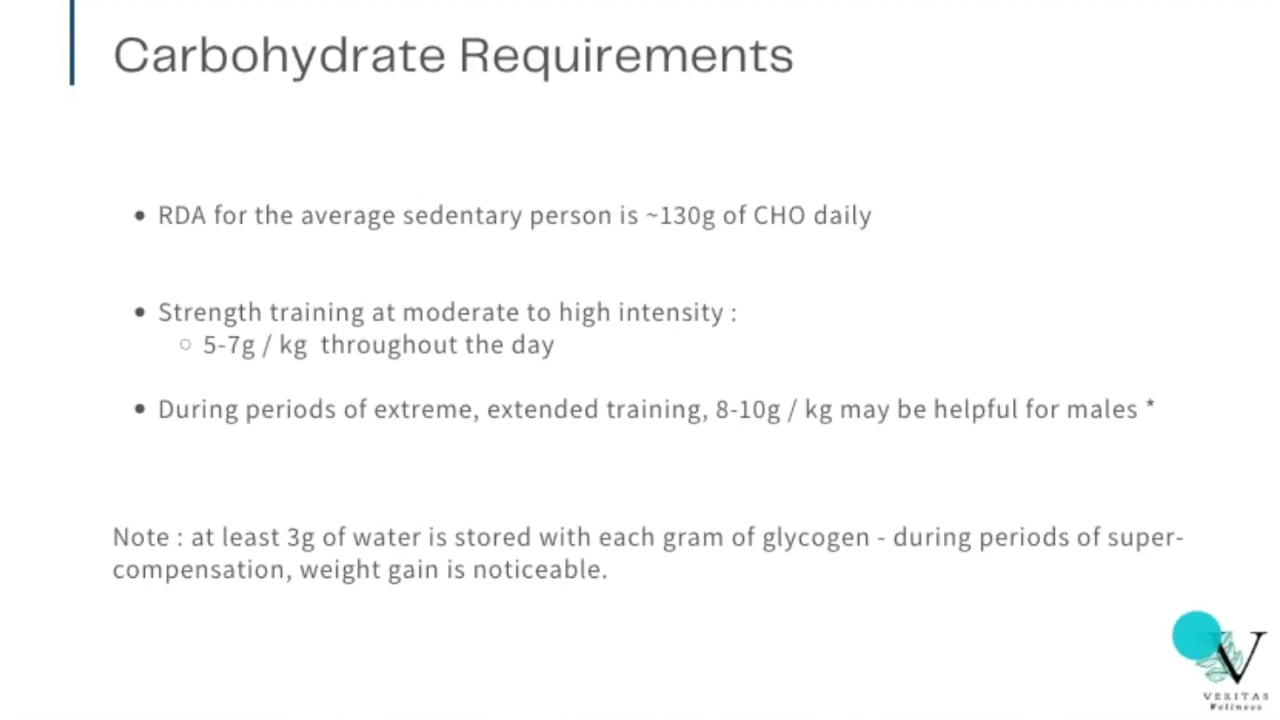 Carbohydrate Requirements
• RDA for the average sedentary person is ~130g of CHO daily
• Strength training at moderate to high intensity :
○ 5-7g / kg  throughout the day
• During periods of extreme, extended training, 8-10g / kg may be helpful for males *
Note : at least 3g of water is stored with each gram of glycogen - during periods of super-
compensation, weight gain is noticeable.
V
VERITAS
Wellness